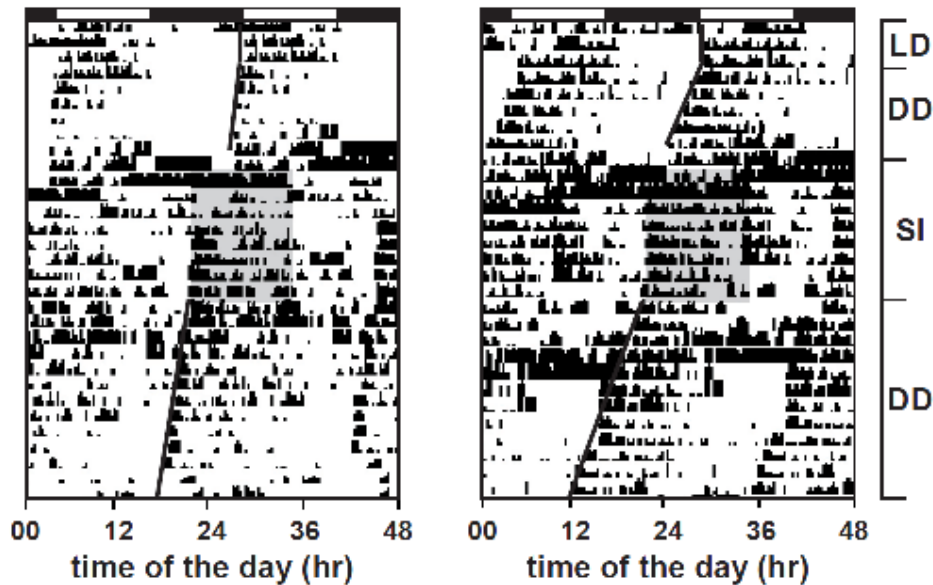 LD
DD
SI
DD
00 12 24 36 48 00 12 24 36 48
time of the day (hr) time of the day (hr)